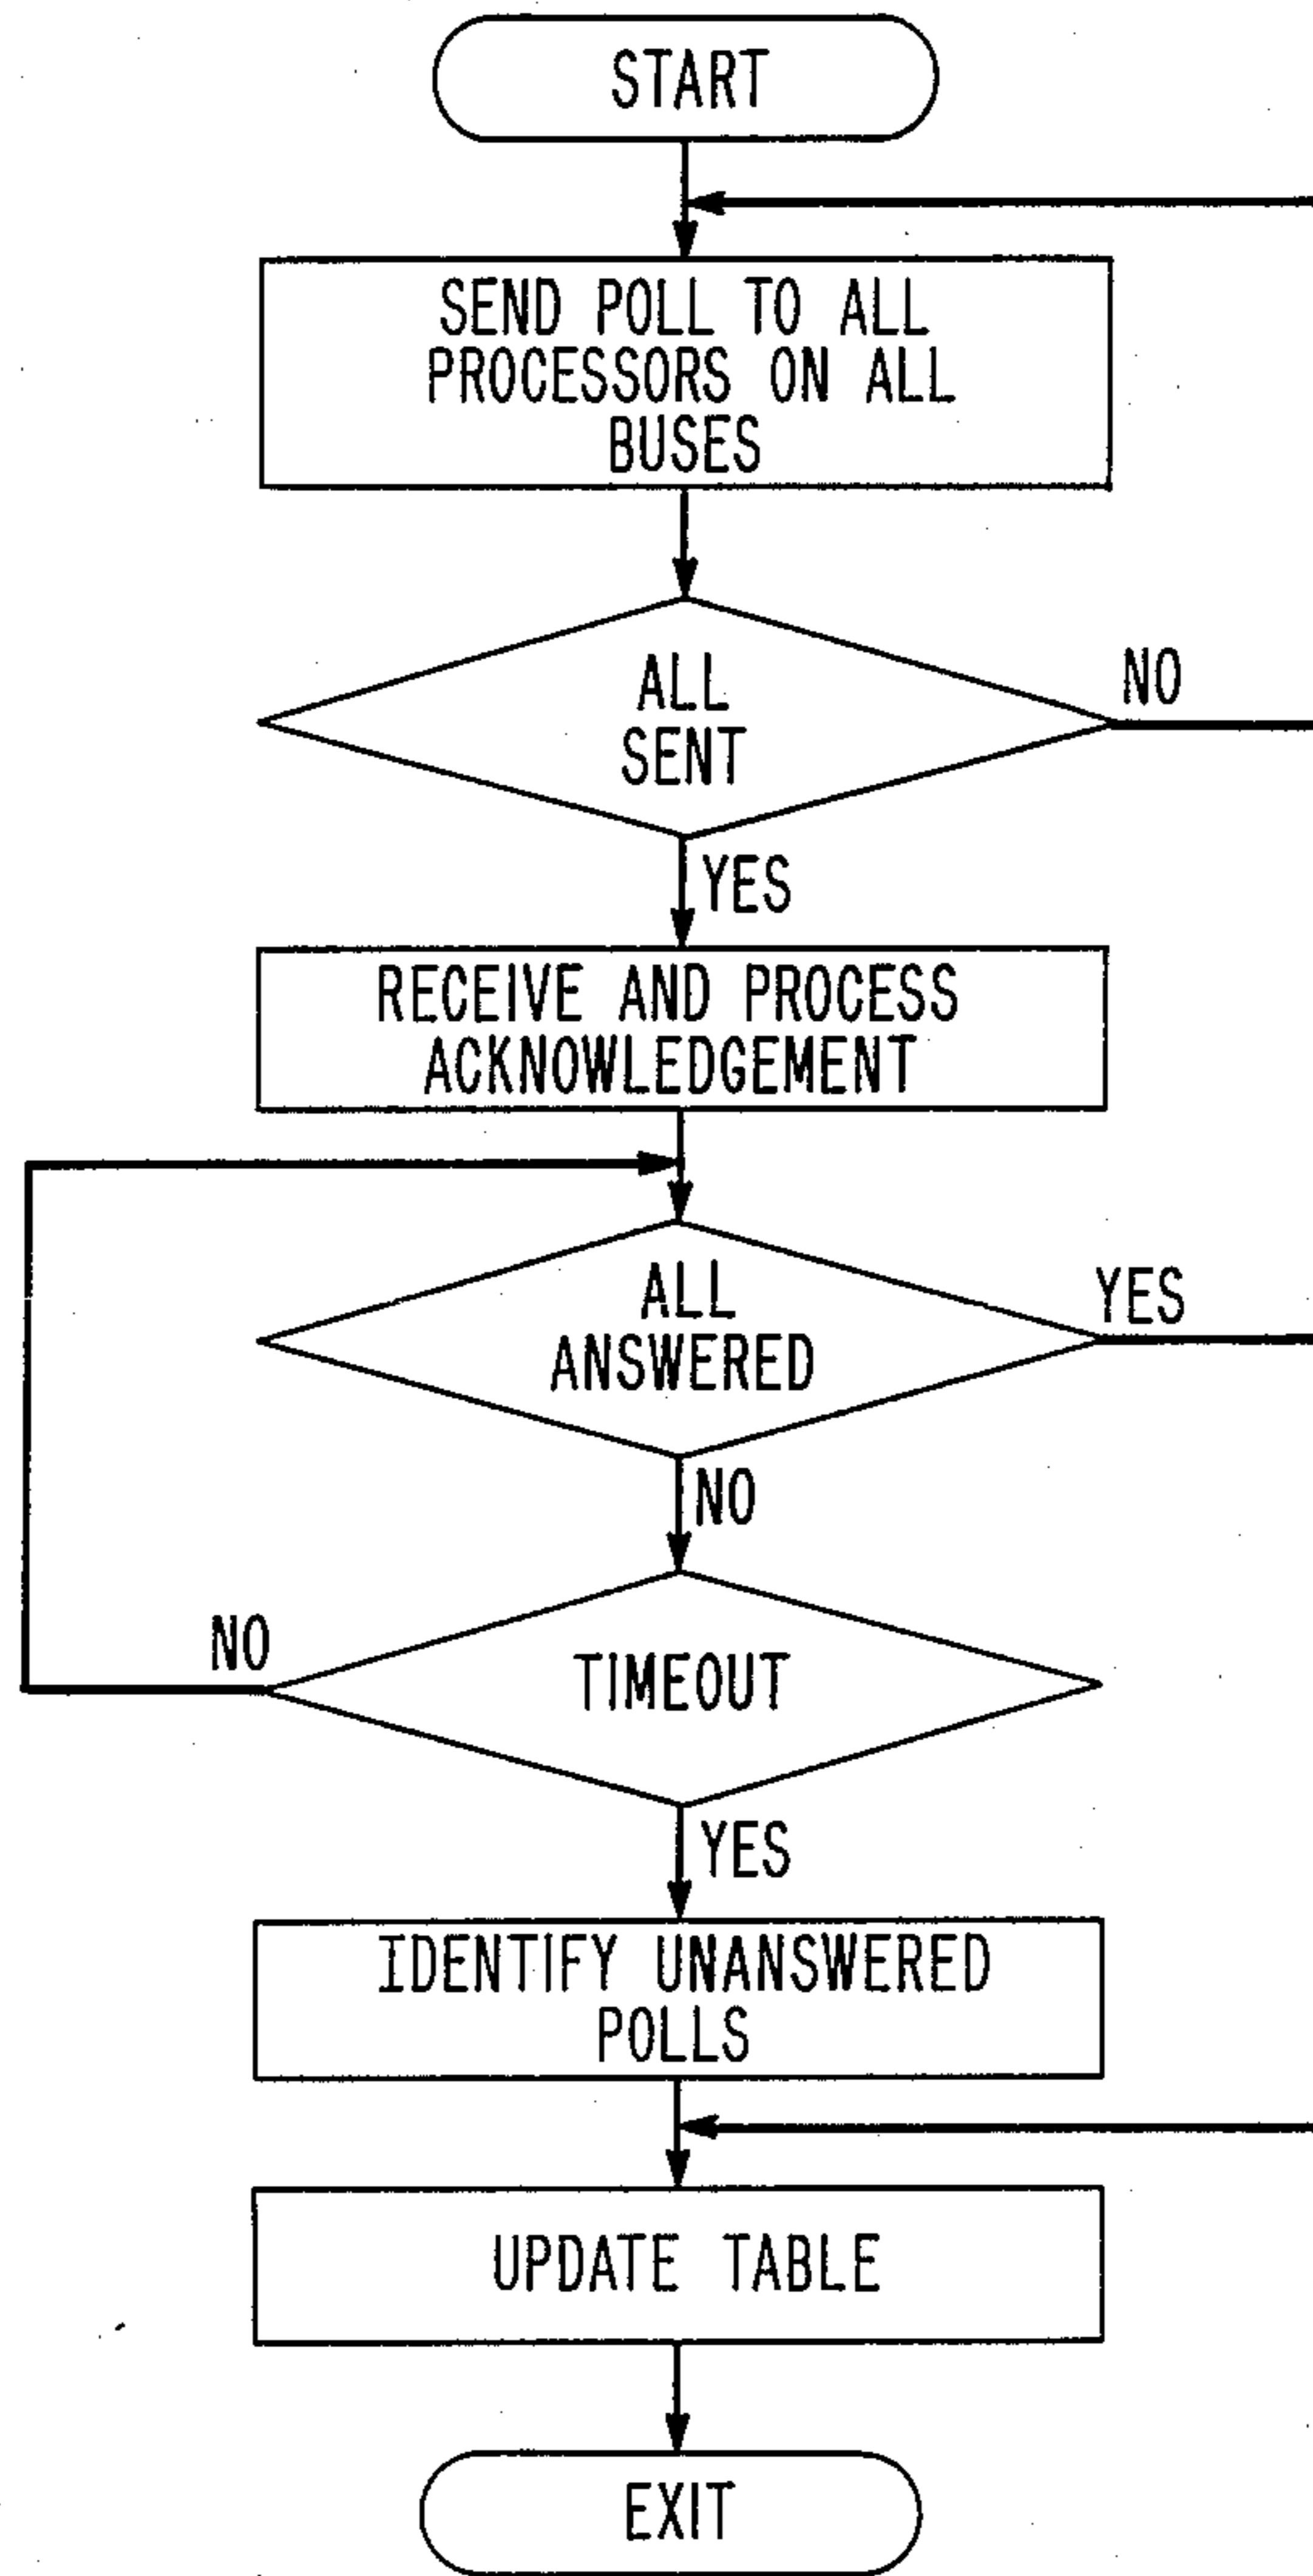 START
SEND POLL TO ALL
PROCESSORS ON ALL
BUSES
ALL
SENT
NO
YES
RECEIVE AND PROCESS
ACKNOWLEDGEMENT
ALL
ANSWERED
YES
NO
TIMEOUT
NO
YES
IDENTIFY UNANSWERED
POLLS
UPDATE TABLE
EXIT